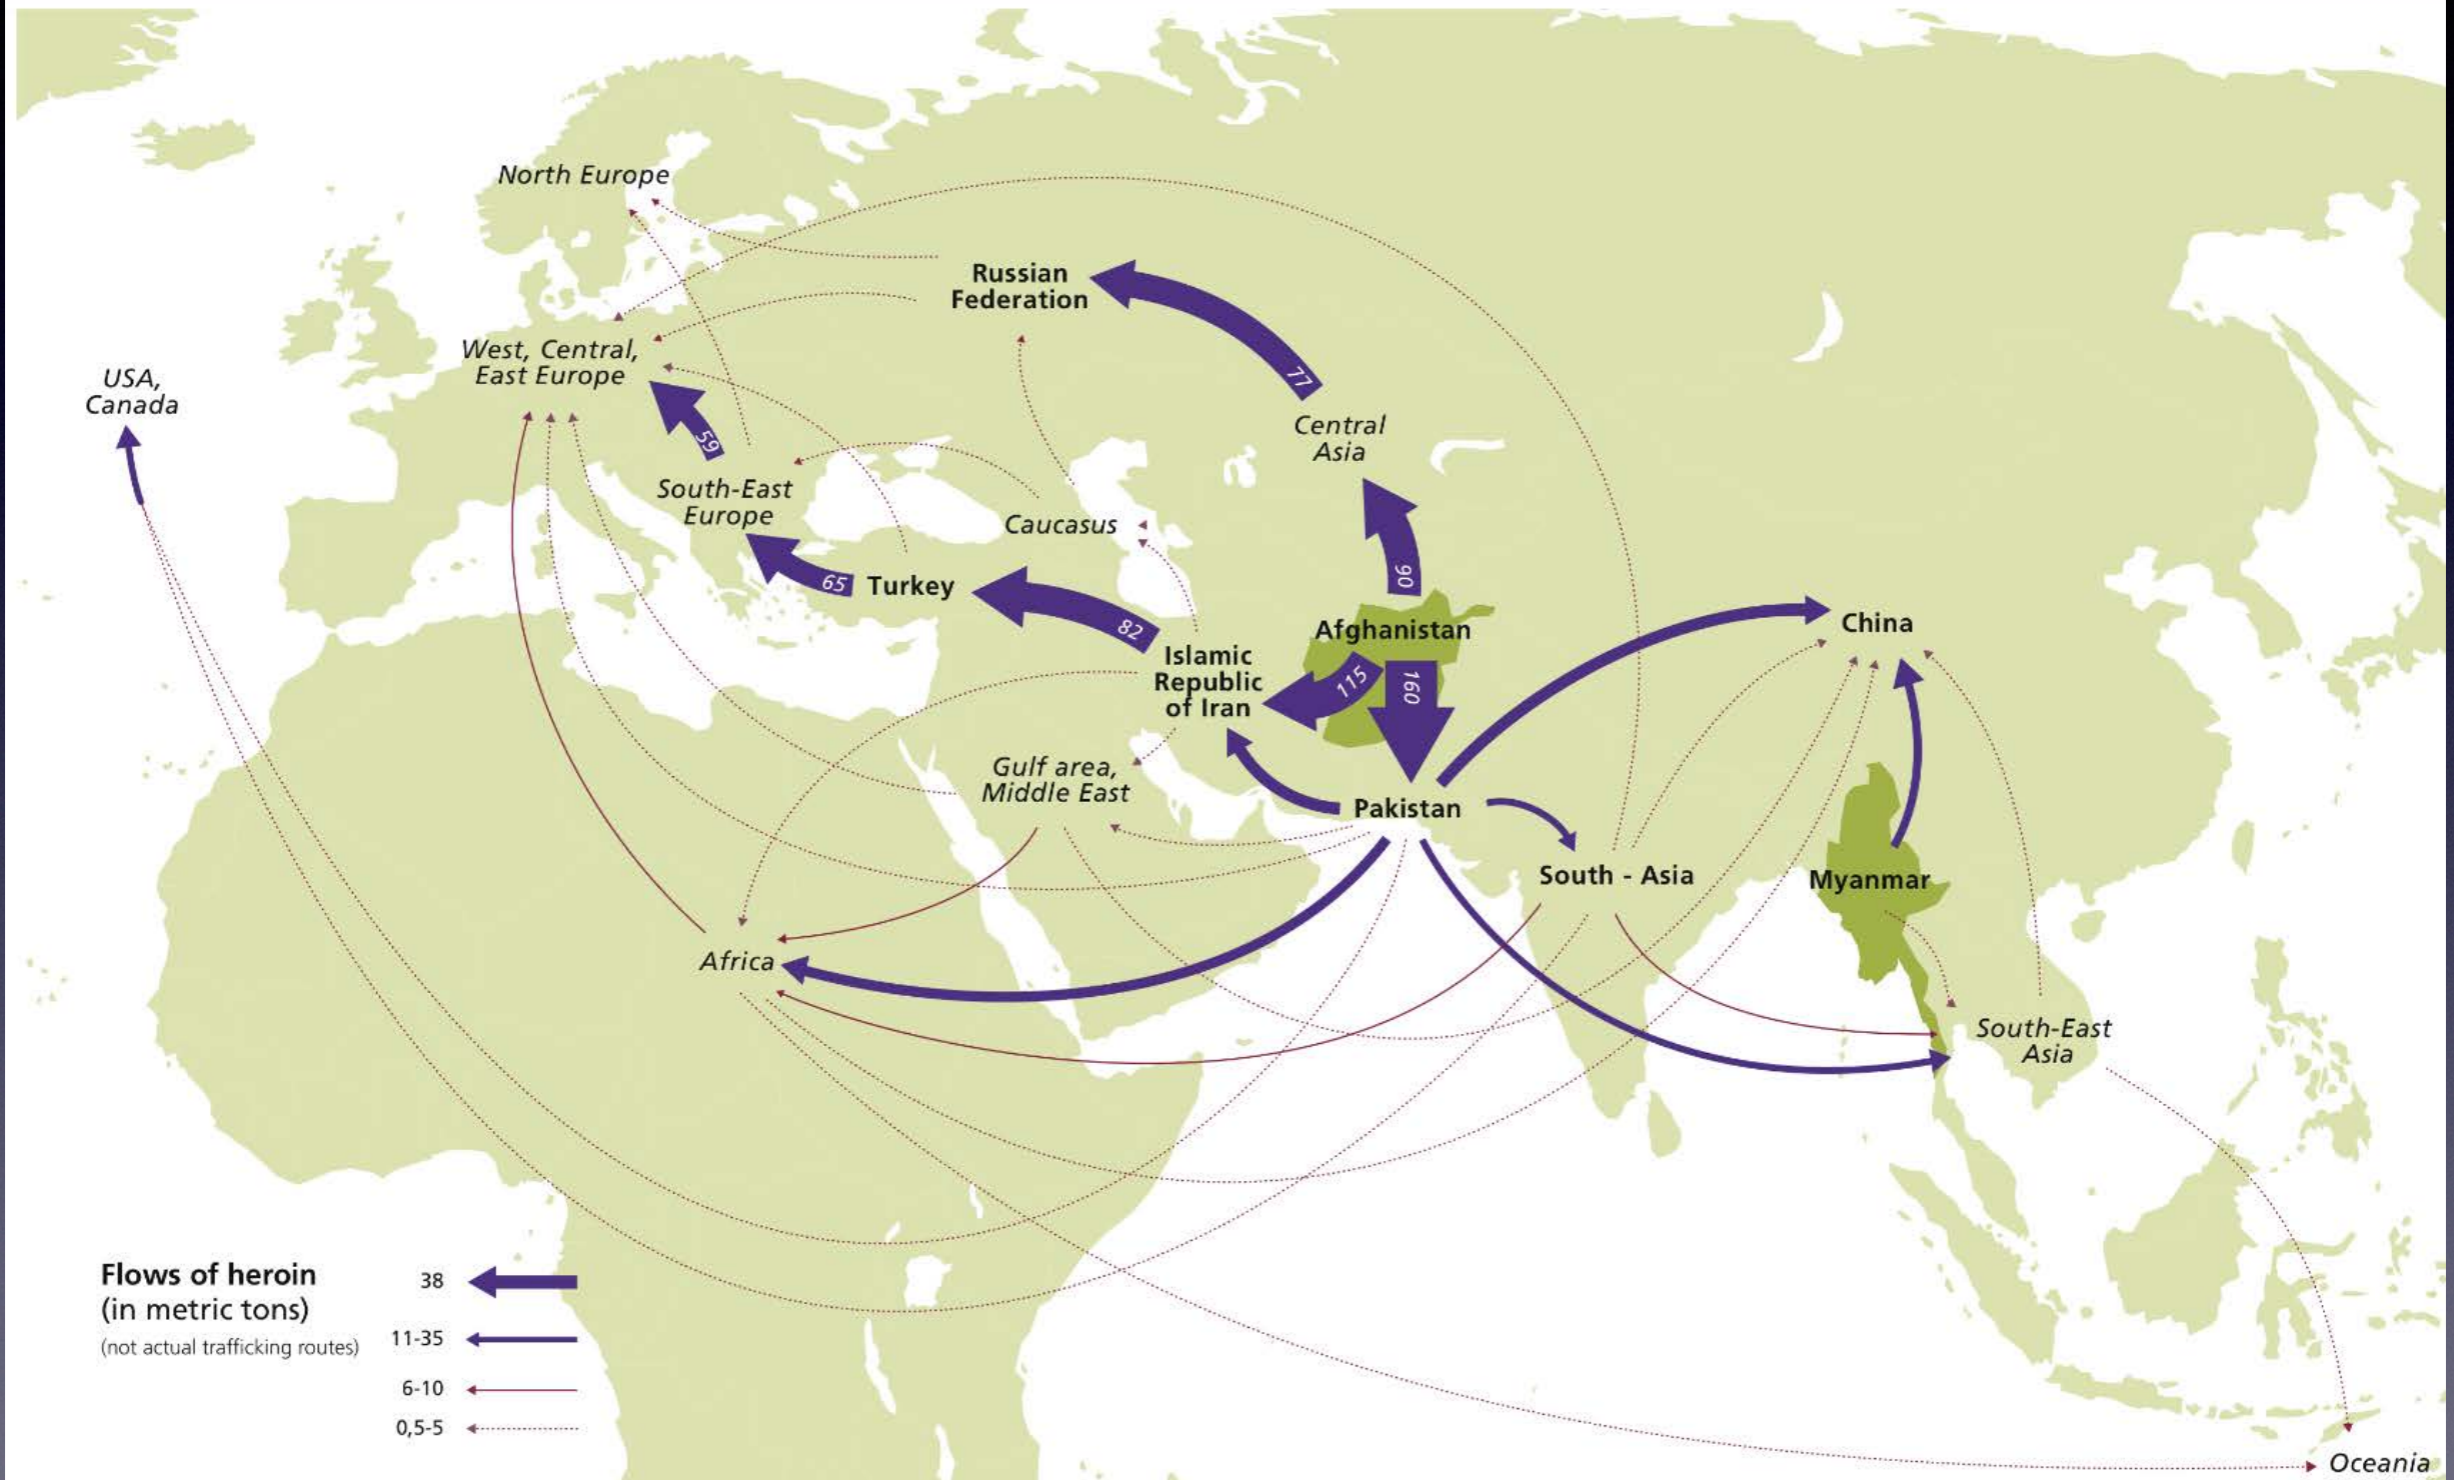 North Europe
Russian
Federation
West, Central,
East Europe
USA,
Canada
77
Central
Asia
59
South-East
Europe
Caucasus
65
Turkey
90
82
Afghanistan
China
Islamic
Republic
of Iran
115
160
Gulf area,
Middle East
Pakistan
South - Asia
Myanmar
Africa
South-East
Asia
Flows of heroin
(in metric tons)
(not actual trafficking routes)
38
11-35
6-10
0,5-5
Oceania